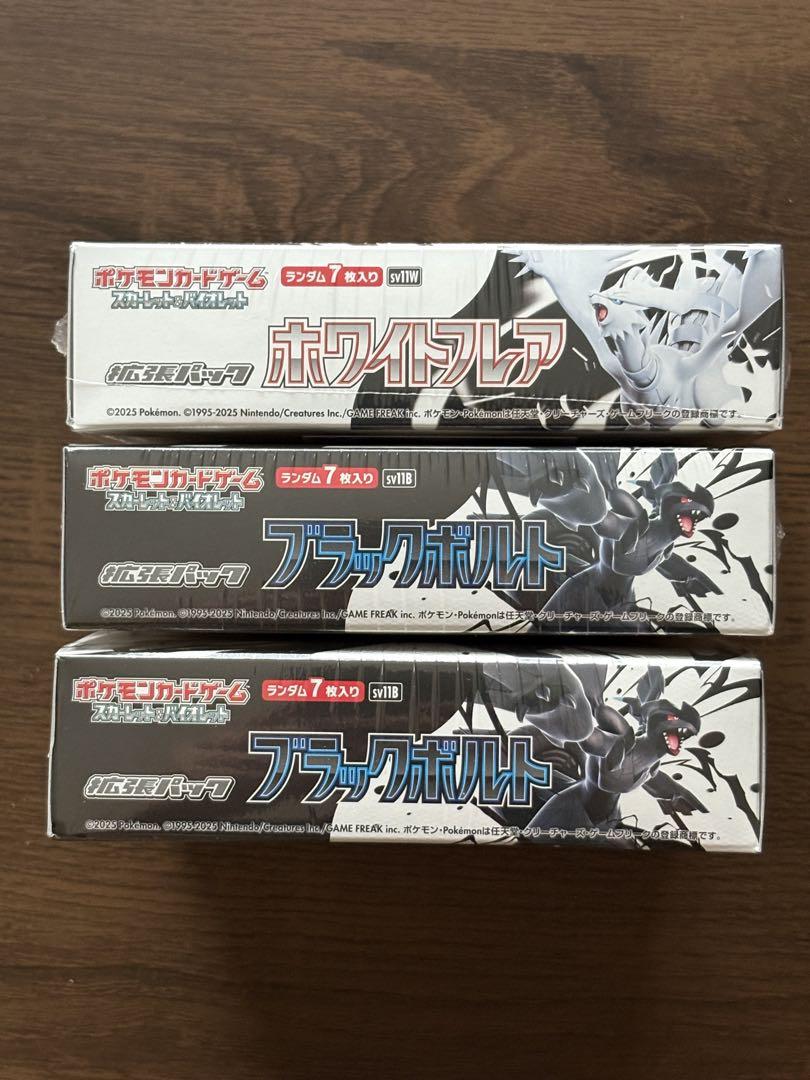 ポケモンカードゲーム ランダム7枚入り sv11W
スカーレット&バイオレット
拡張パック ホワイトフレア
©2025 Pokémon. ©1995-2025 Nintendo/Creatures Inc./GAME FREAK inc. ポケモン・Pokémonは任天堂・クリーチャーズ・ゲームフリークの登録商標です。
ポケモンカードゲーム ランダム7枚入り sv11B
スカーレット&バイオレット
拡張パック ブラックボルト
©2025 Pokémon. ©1995-2025 Nintendo/Creatures Inc./GAME FREAK inc. ポケモン・Pokémonは任天堂・クリーチャーズ・ゲームフリークの登録商標です。
ポケモンカードゲーム ランダム7枚入り sv11B
スカーレット&バイオレット
拡張パック ブラックボルト
©2025 Pokémon. ©1995-2025 Nintendo/Creatures Inc./GAME FREAK inc. ポケモン・Pokémonは任天堂・クリーチャーズ・ゲームフリークの登録商標です。